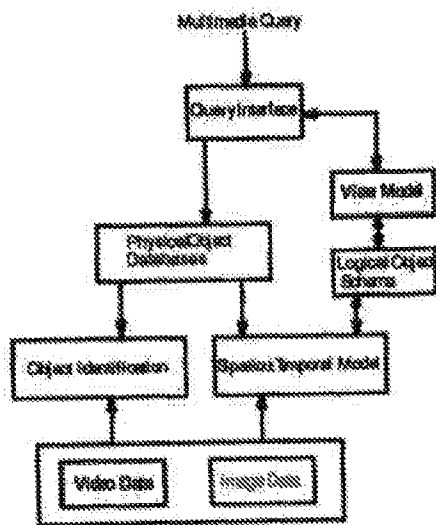 Multimedia Query
Query Interface
View Model
Physical Object
Databases
Logical Object
Schema
Object Identification
Spatial Temporal Model
Video Data
Image Data